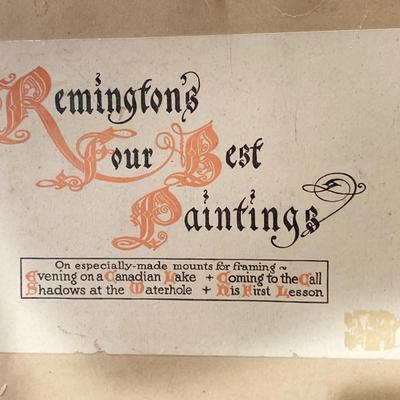 Remington's
Four Best
Paintings
On especially-made mounts for framing ~
Evening on a Canadian Lake + Coming to the Call
Shadows at the Waterhole + His First Lesson